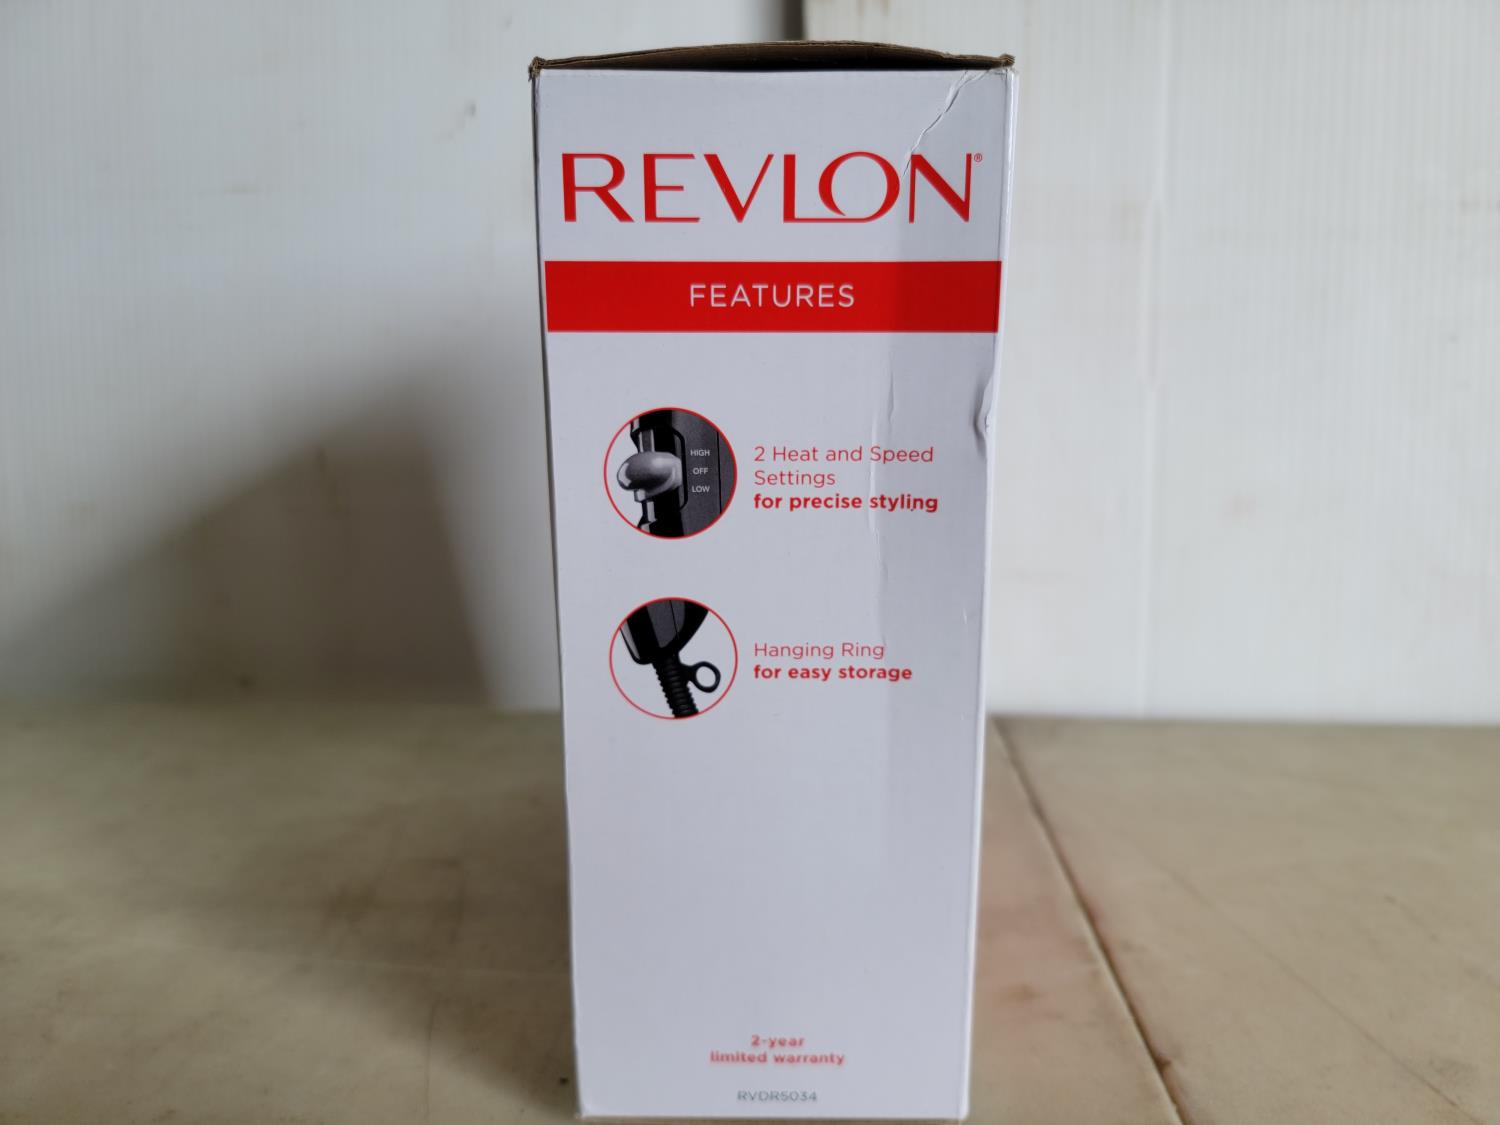 REVLON®
FEATURES
HIGH
OFF
LOW
2 Heat and Speed
Settings
for precise styling
Hanging Ring
for easy storage
2-year
limited warranty
RVDR5034